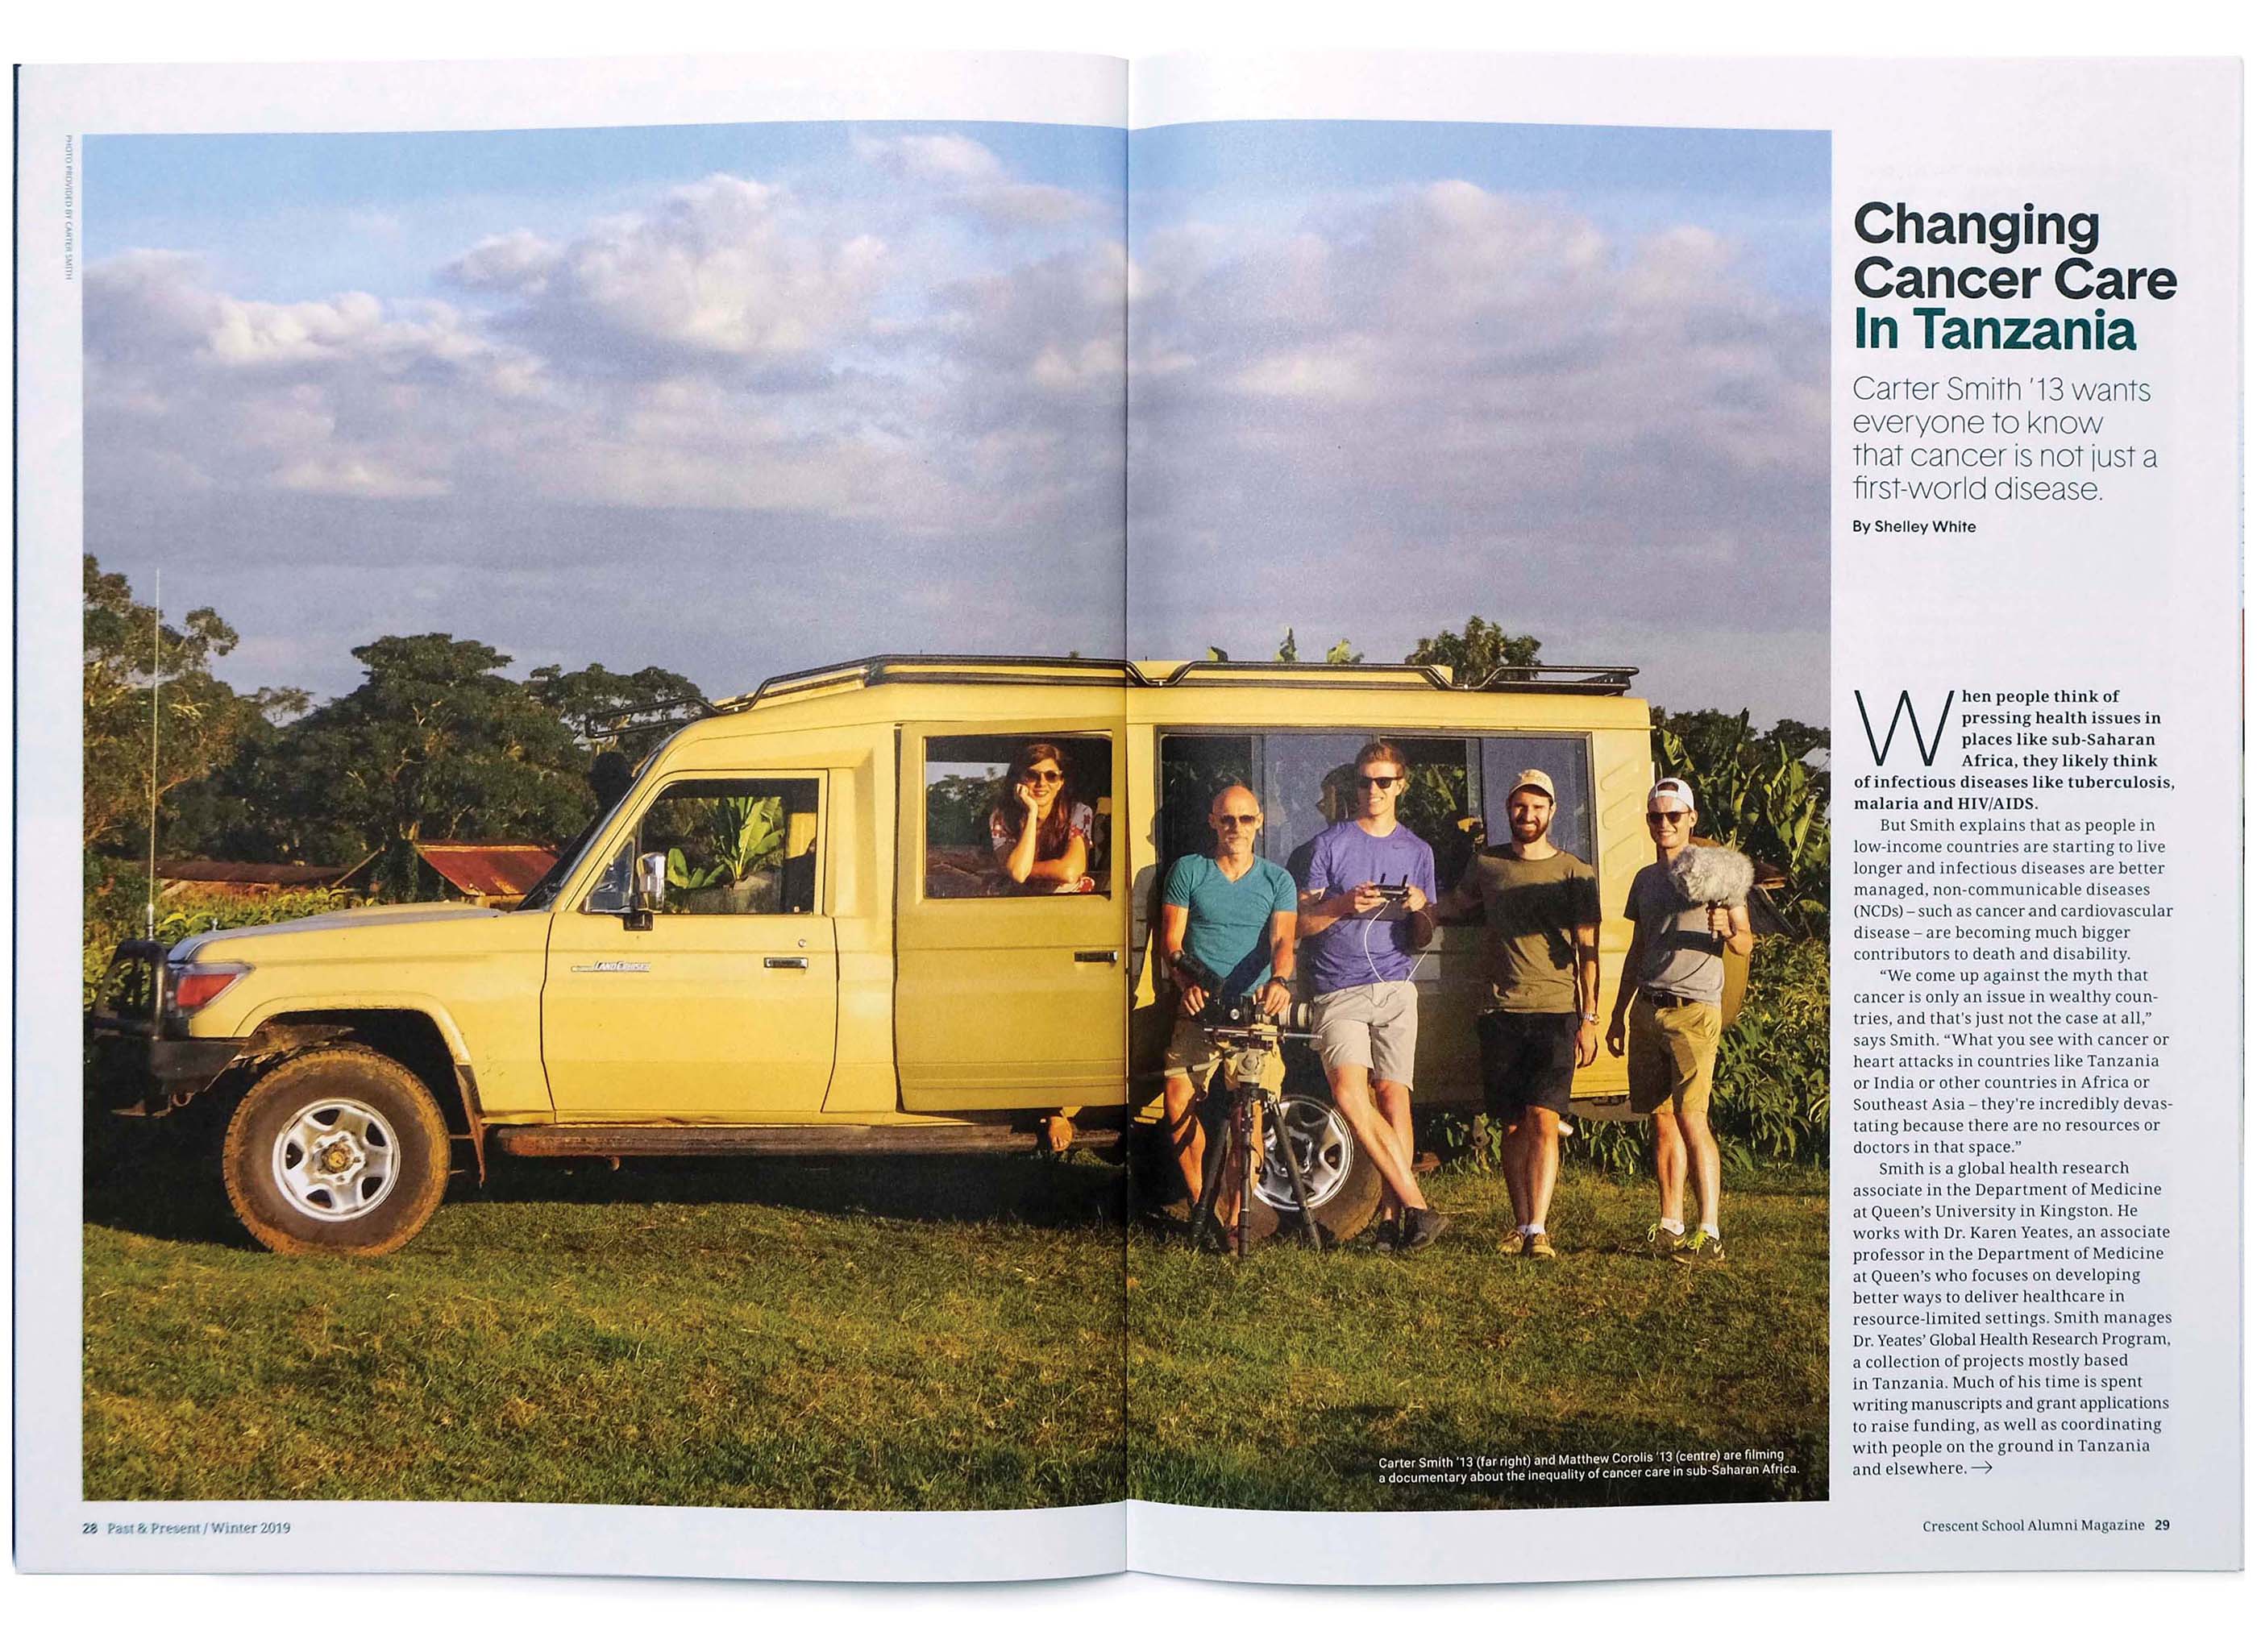 PHOTO PROVIDED BY CARTER SMITH
LAND CRUISER
Carter Smith '13 (far right) and Matthew Corolis '13 (centre) are filming
a documentary about the inequality of cancer care in sub-Saharan Africa.
28 Past & Present / Winter 2019
Changing
Cancer Care
In Tanzania
Carter Smith '13 wants
everyone to know
that cancer is not just a
first-world disease.
By Shelley White
When people think of
pressing health issues in
places like sub-Saharan
Africa, they likely think
of infectious diseases like tuberculosis,
malaria and HIV/AIDS.
But Smith explains that as people in
low-income countries are starting to live
longer and infectious diseases are better
managed, non-communicable diseases
(NCDs) – such as cancer and cardiovascular
disease – are becoming much bigger
contributors to death and disability.
“We come up against the myth that
cancer is only an issue in wealthy coun-
tries, and that's just not the case at all,”
says Smith. “What you see with cancer or
heart attacks in countries like Tanzania
or India or other countries in Africa or
Southeast Asia – they're incredibly devas-
tating because there are no resources or
doctors in that space.”
Smith is a global health research
associate in the Department of Medicine
at Queen’s University in Kingston. He
works with Dr. Karen Yeates, an associate
professor in the Department of Medicine
at Queen’s who focuses on developing
better ways to deliver healthcare in
resource-limited settings. Smith manages
Dr. Yeates’ Global Health Research Program,
a collection of projects mostly based
in Tanzania. Much of his time is spent
writing manuscripts and grant applications
to raise funding, as well as coordinating
with people on the ground in Tanzania
and elsewhere. →
Crescent School Alumni Magazine 29